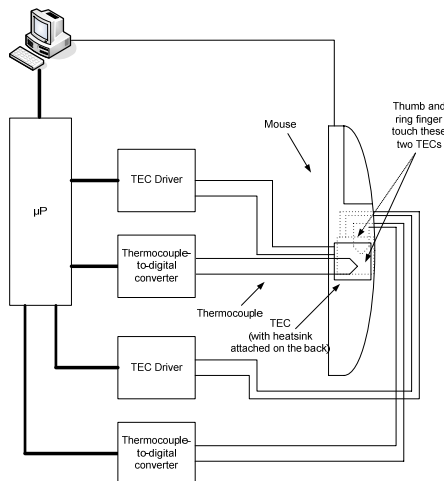 Thumb and
ring finger
touch these
two TECs
Mouse
µP
TEC Driver
Thermocouple-
to-digital
converter
Thermocouple
TEC
(with heatsink
attached on the back)
TEC Driver
Thermocouple-
to-digital
converter